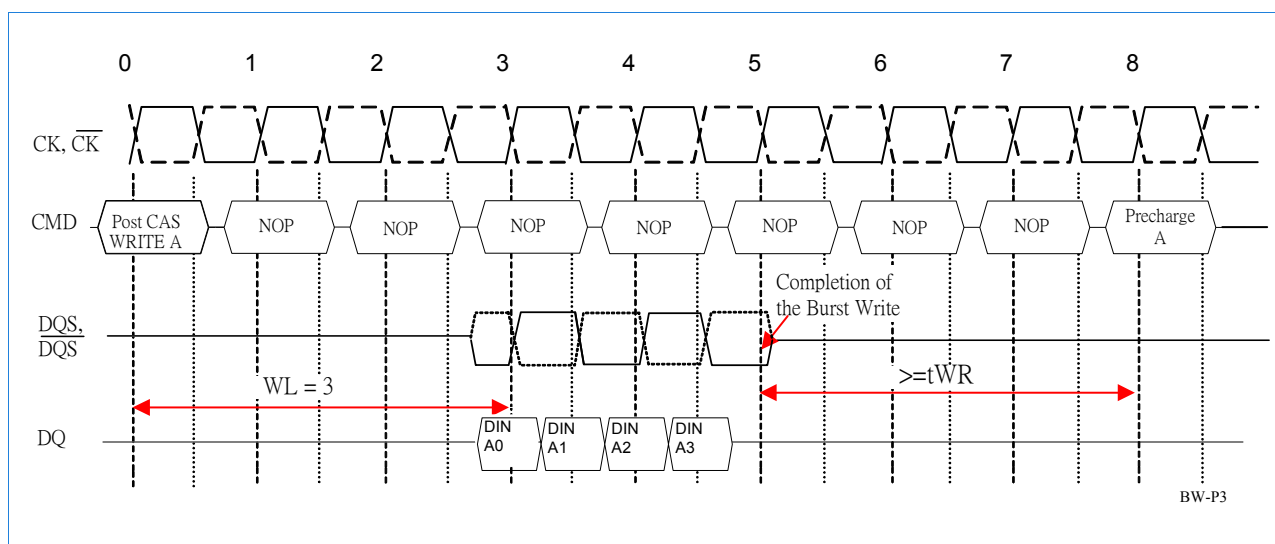 0 1 2 3 4 5 6 7 8
CK, CK
CMD
Post CAS
WRITE A
NOP
NOP
NOP
NOP
NOP
NOP
NOP
Precharge
A
Completion of
the Burst Write
DQS,
DQS
WL = 3
>=tWR
DQ
DIN
A0
DIN
A1
DIN
A2
DIN
A3
BW-P3